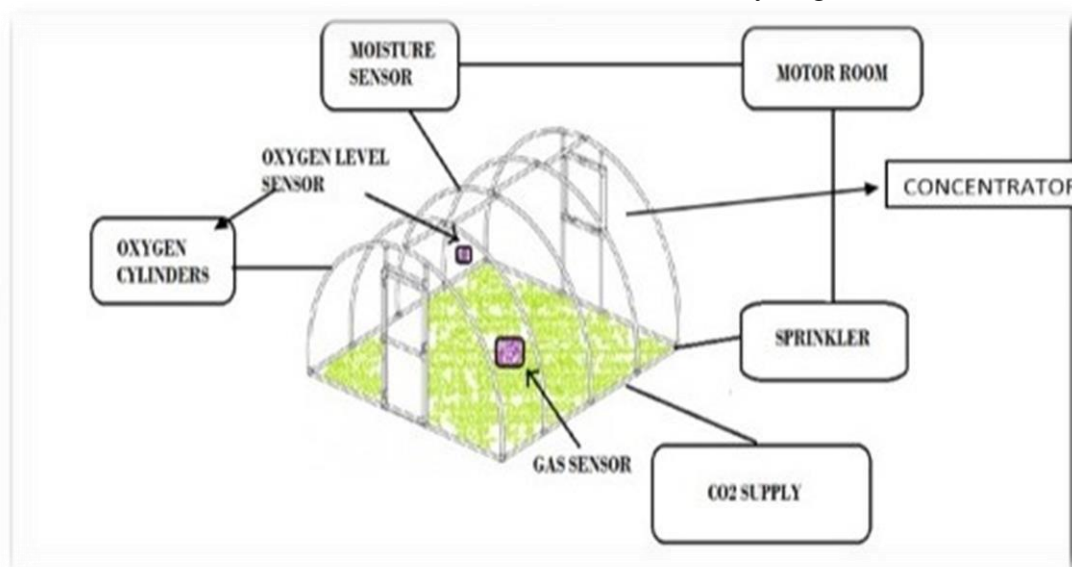 MOISTURE
SENSOR
MOTOR ROOM
OXYGEN LEVEL
SENSOR
CONCENTRATOR
OXYGEN
CYLINDERS
SPRINKLER
GAS SENSOR
CO2 SUPPLY